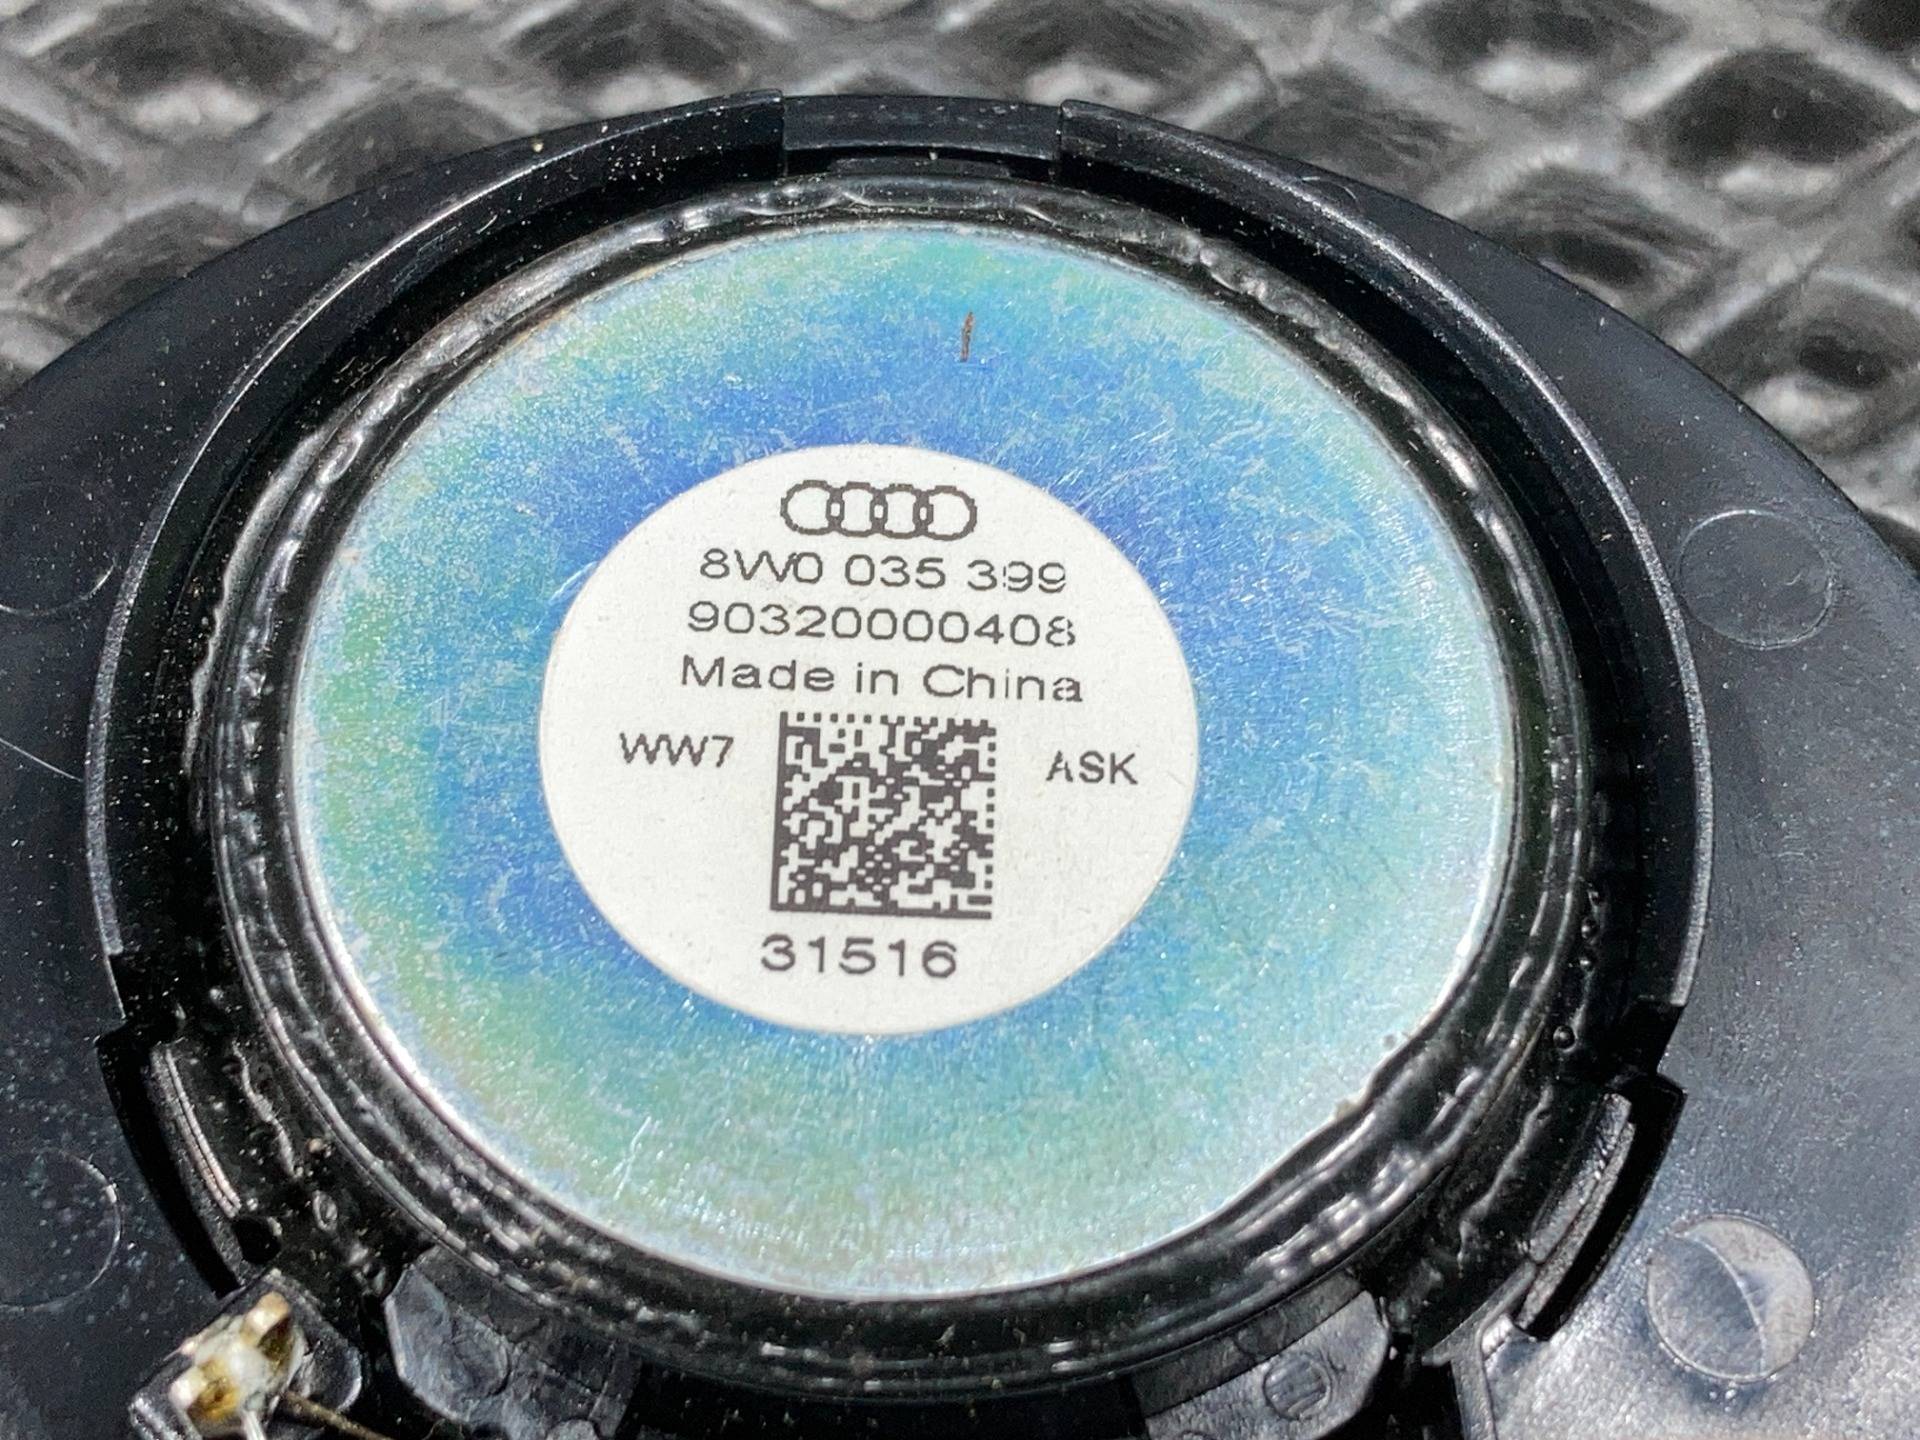 8W0 035 399
90320000408
Made in China
WW7
ASK
31516